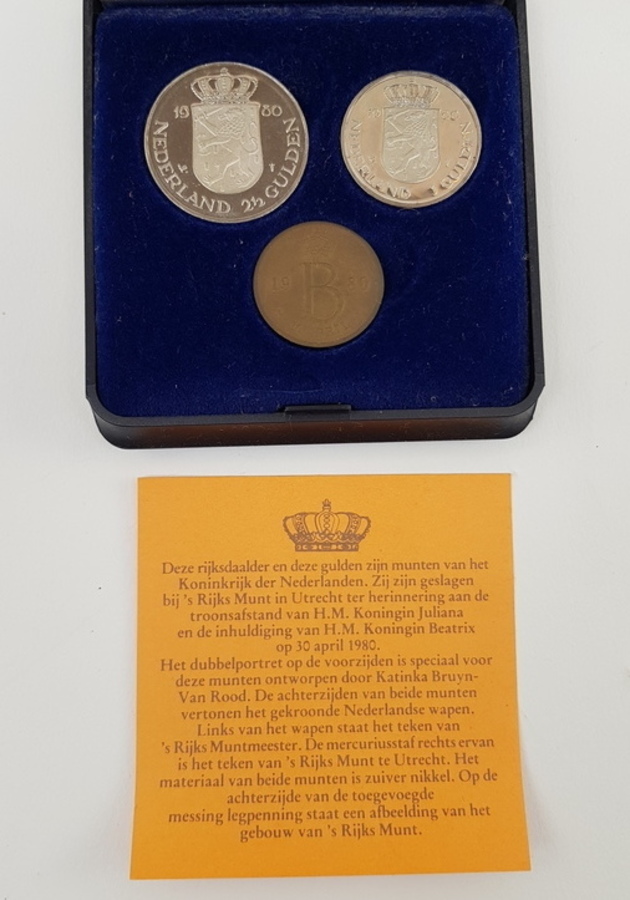 1980
NEDERLAND 2½ GULDEN
NEDERLAND 1 GULDEN
B
Deze rijksdaalder en deze gulden zijn munten van het
Koninkrijk der Nederlanden. Zij zijn geslagen
bij 's Rijks Munt in Utrecht ter herinnering aan de
troonsafstand van H.M. Koningin Juliana
en de inhuldiging van H.M. Koningin Beatrix
op 30 april 1980.
Het dubbelportret op de voorzijden is speciaal voor
deze munten ontworpen door Katinka Bruyn-
Van Rood. De achterzijden van beide munten
vertonen het gekroonde Nederlandse wapen.
Links van het wapen staat het teken van
's Rijks Muntmeester. De mercuriusstaf rechts ervan
is het teken van 's Rijks Munt te Utrecht. Het
materiaal van beide munten is zuiver nikkel. Op de
achterzijde van de toegevoegde
messing legpenning staat een afbeelding van het
gebouw van 's Rijks Munt.